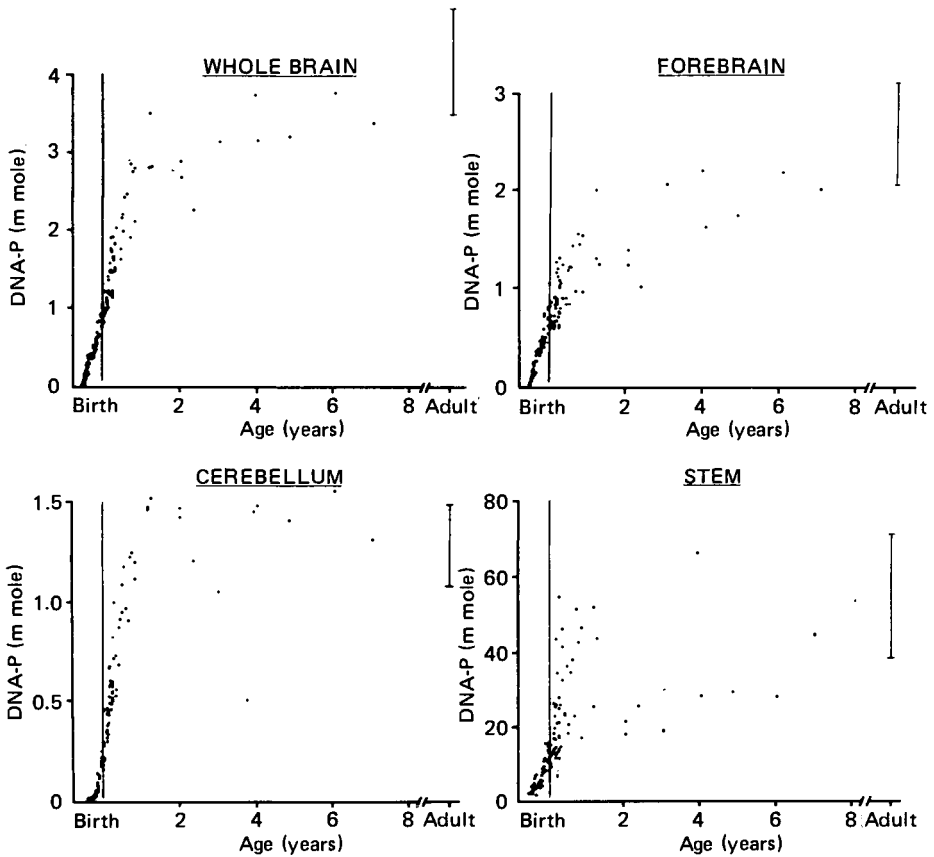 WHOLE BRAIN
DNA-P (m mole)
4
3
2
1
0
Birth 2 4 6 8 Adult
Age (years)
FOREBRAIN
DNA-P (m mole)
3
2
1
0
Birth 2 4 6 8 Adult
Age (years)
CEREBELLUM
DNA-P (m mole)
1.5
1.0
0.5
0
Birth 2 4 6 8 Adult
Age (years)
STEM
DNA-P (m mole)
80
60
40
20
0
Birth 2 4 6 8 Adult
Age (years)